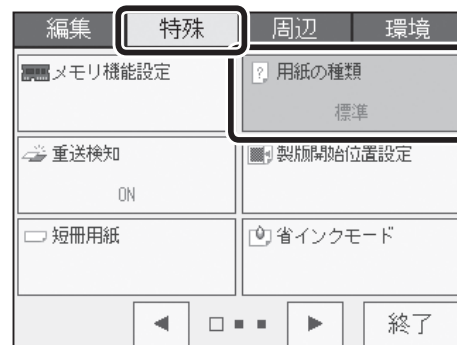 編集 特殊 周辺 環境
メモリ機能設定 用紙の種類
標準
重送検知 製版開始位置設定
ON
短冊用紙 省インクモード
終了